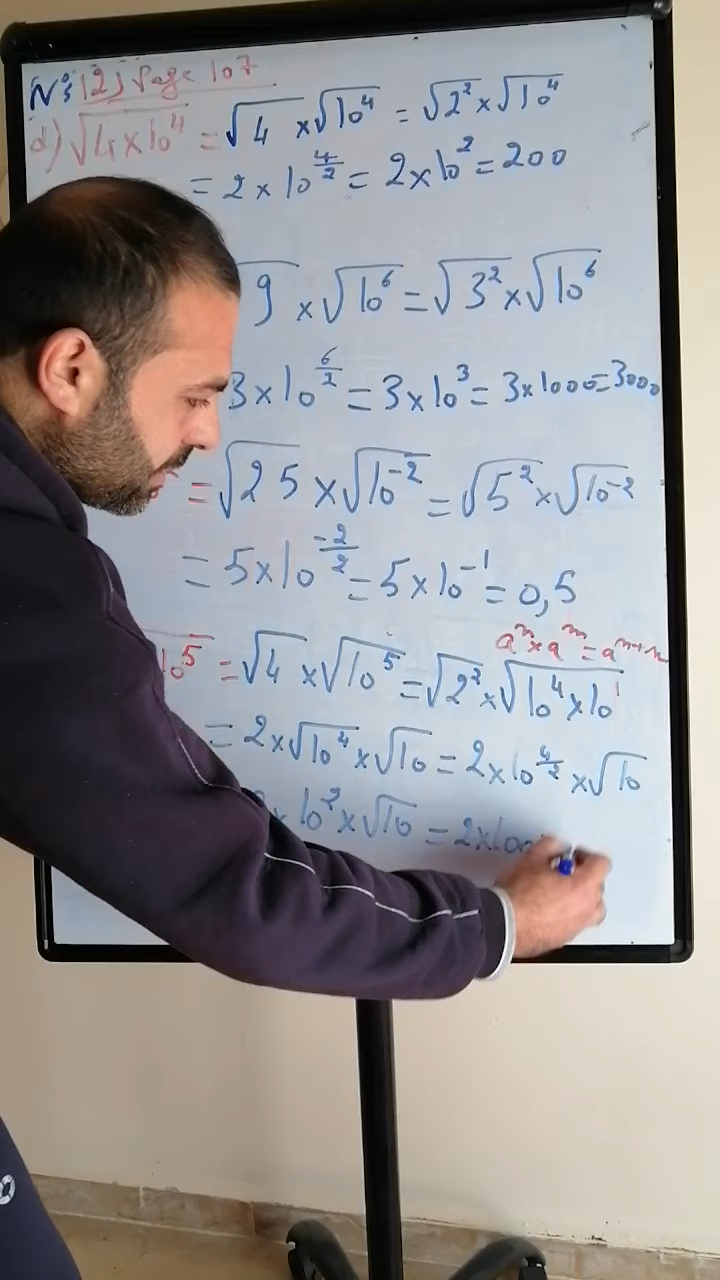 N° 12) Page 107
d) √(4×10⁴) = √4 × √(10⁴) = √(2²) × √(10⁴)
= 2 × 10^(4/2) = 2×10² = 200
√9 × √(10⁶) = √(3²) × √(10⁶)
3×10^(6/2) = 3×10³ = 3×1000 = 3000
= √25 × √(10⁻²) = √(5²) × √(10⁻²)
= 5×10^(-2/2) = 5×10⁻¹ = 0,5
aⁿ×aᵐ = aⁿ⁺ᵐ
10⁵ = √4 × √(10⁵) = √(2²) × √(10⁴×10¹)
= 2×√(10⁴)×√10 = 2×10^(4/2)×√10
× 10² × √10 = 2×100